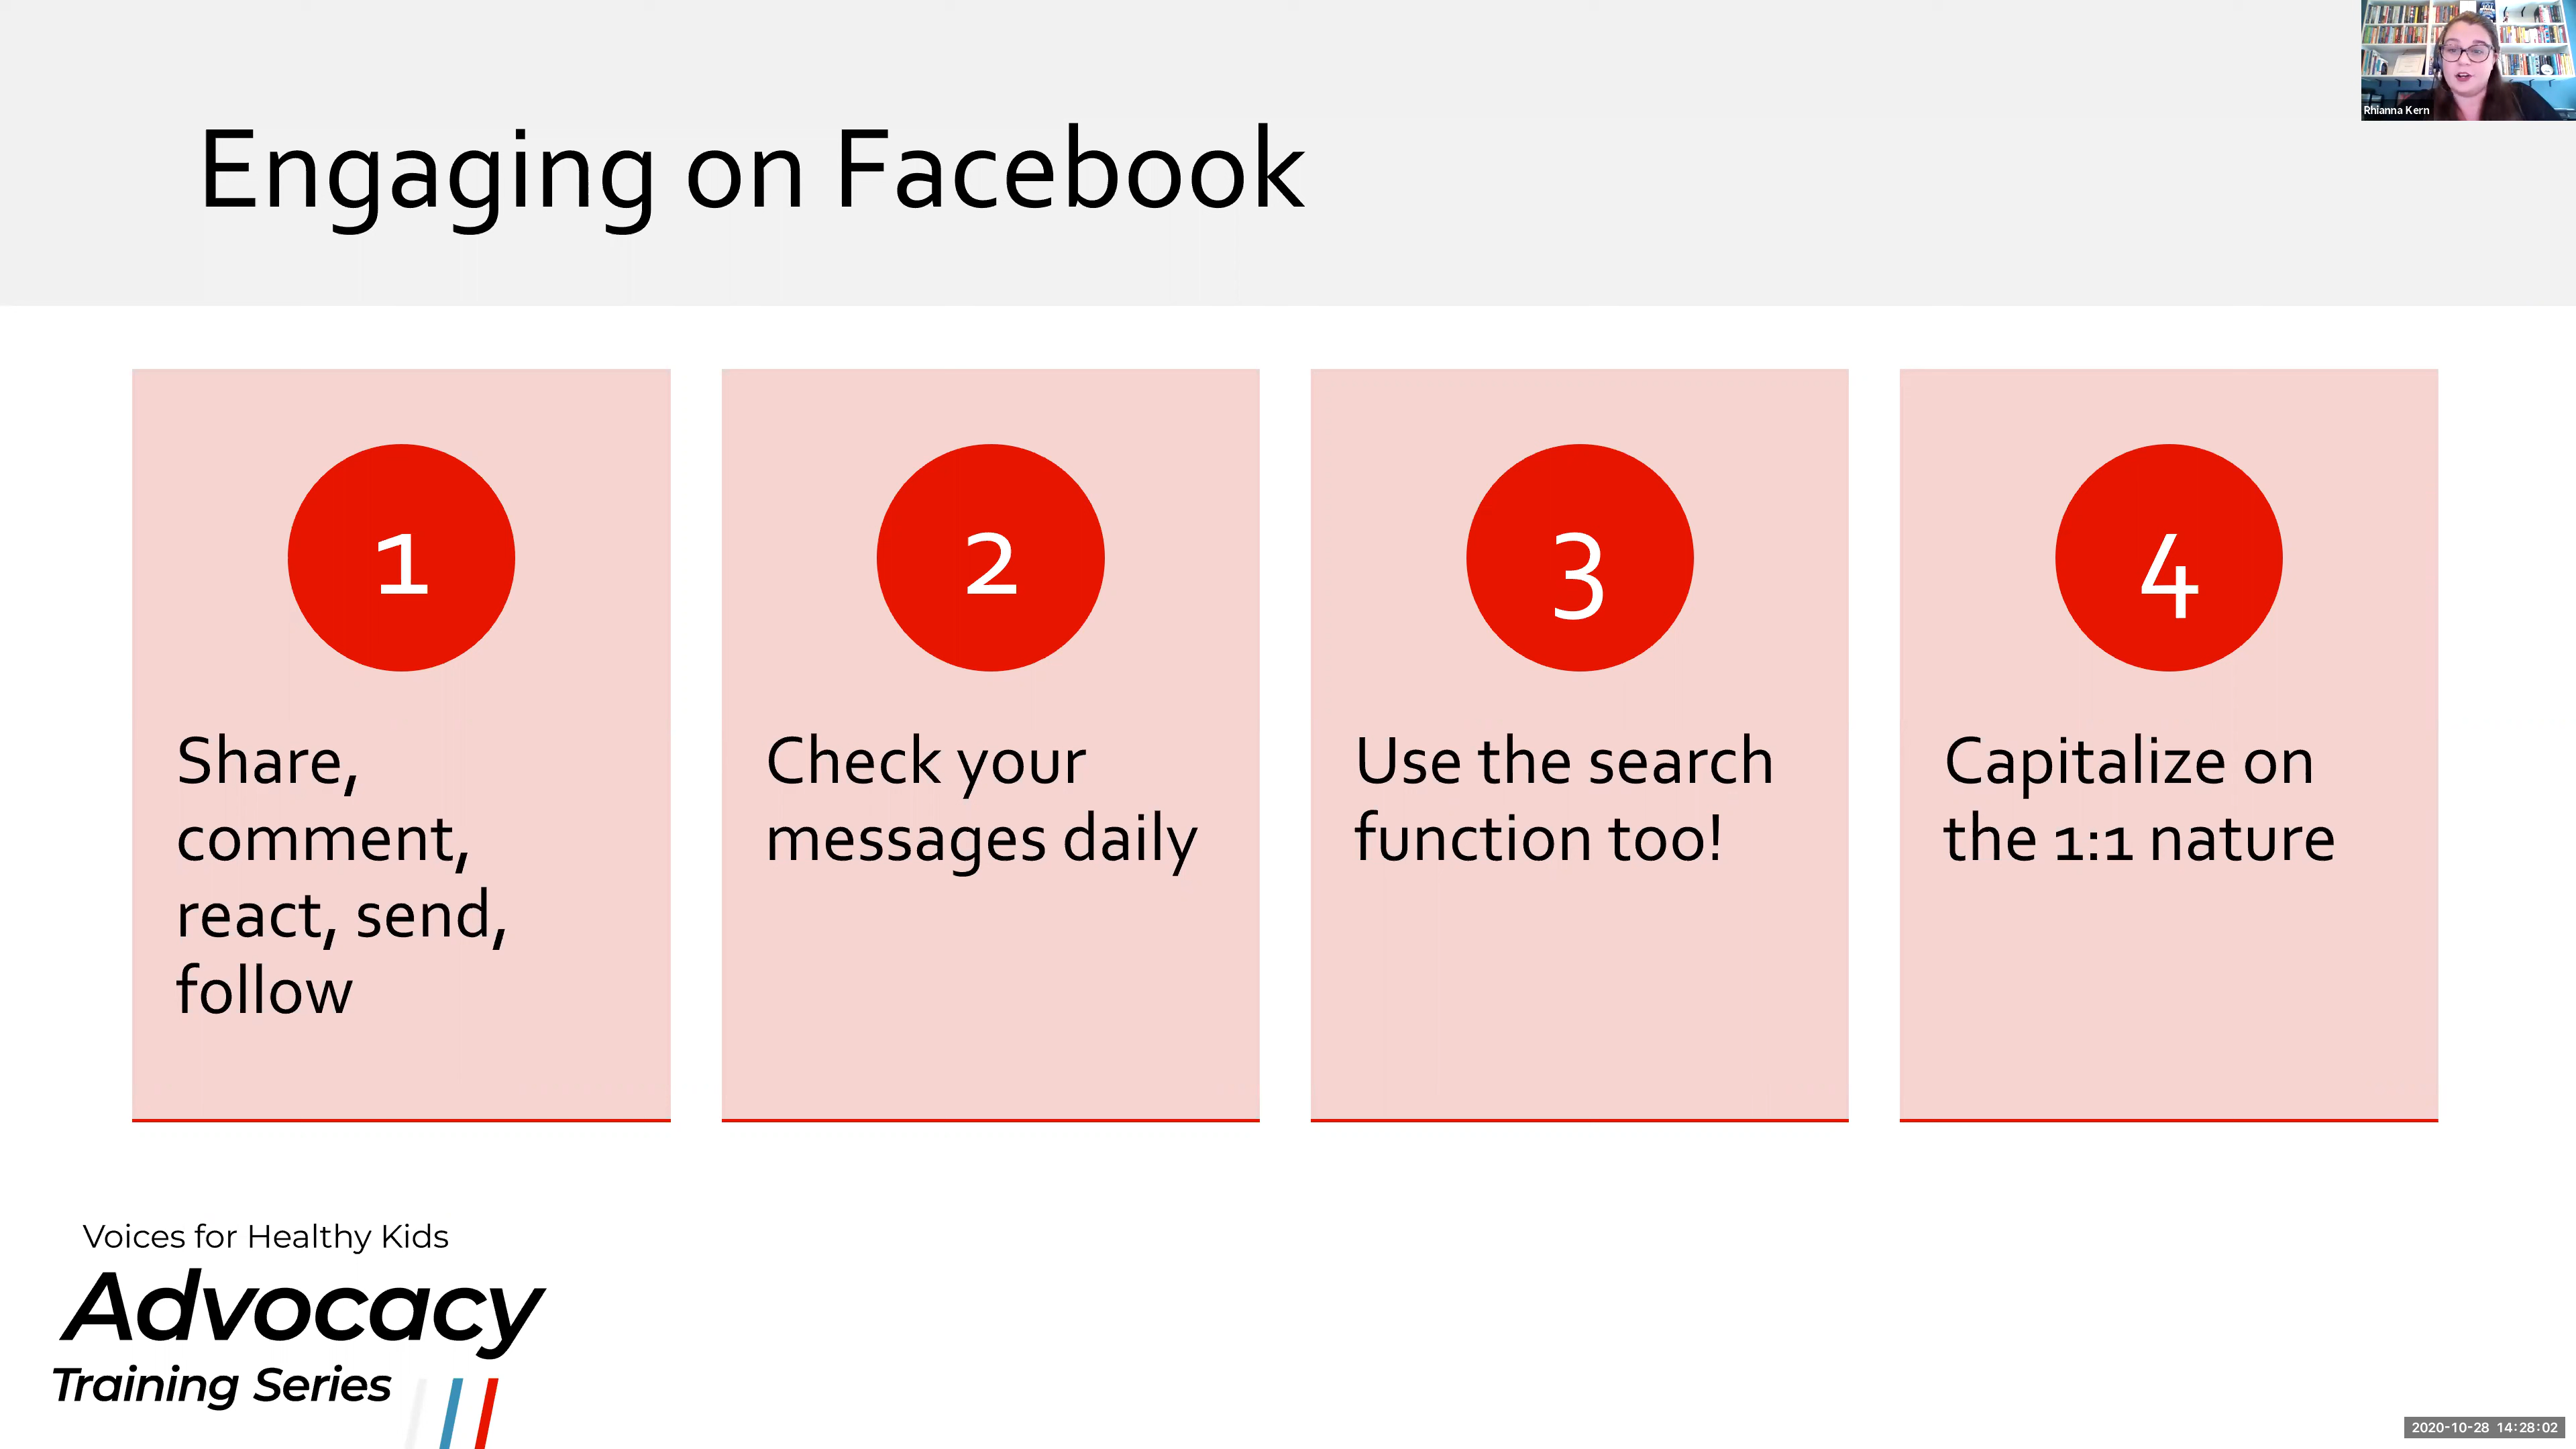 Rhianna Kern
Engaging on Facebook
1
Share,
comment,
react, send,
follow
2
Check your
messages daily
3
Use the search
function too!
4
Capitalize on
the 1:1 nature
Voices for Healthy Kids
Advocacy
Training Series
2020-10-28 14:28:02